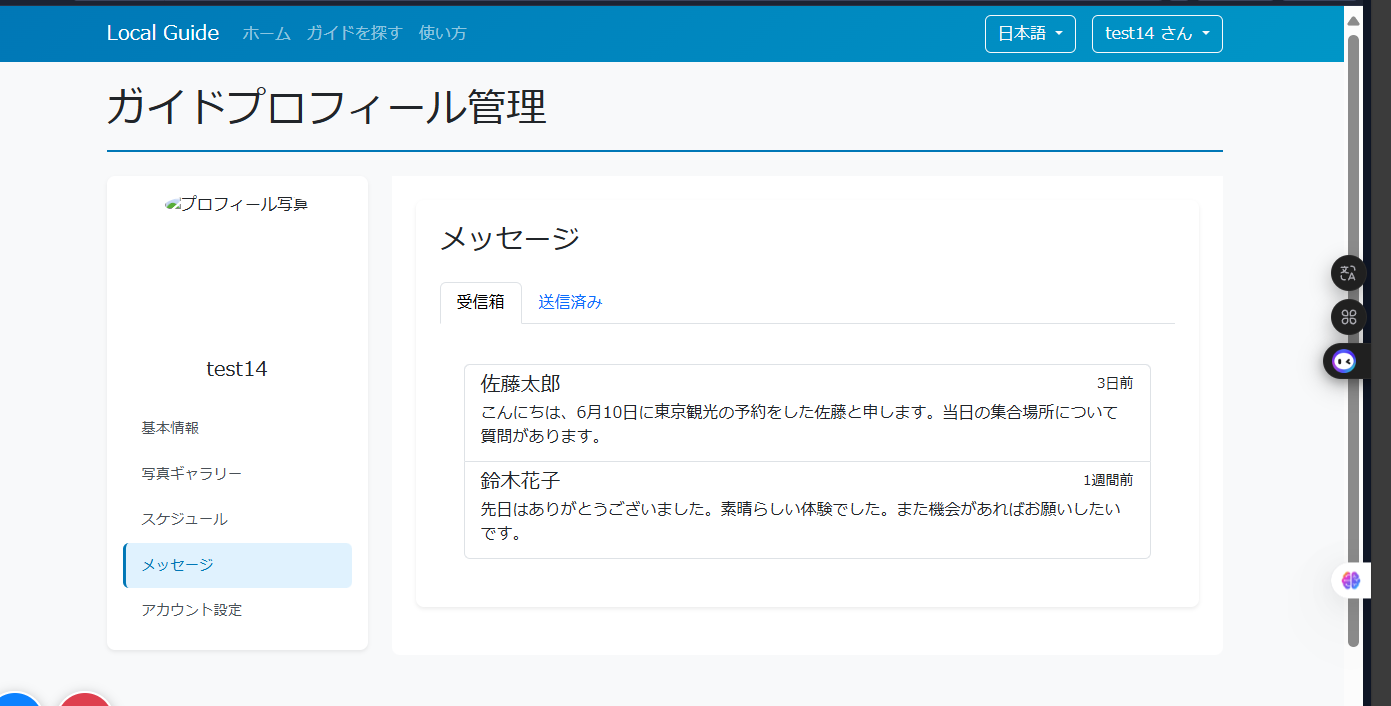 Local Guide ホーム ガイドを探す 使い方 日本語 test14 さん
ガイドプロフィール管理
プロフィール写真
test14
基本情報
写真ギャラリー
スケジュール
メッセージ
アカウント設定
メッセージ
受信箱 送信済み
佐藤太郎 3日前
こんにちは、6月10日に東京観光の予約をした佐藤と申します。当日の集合場所について
質問があります。
鈴木花子 1週間前
先日はありがとうございました。素晴らしい体験でした。また機会があればお願いしたい
です。